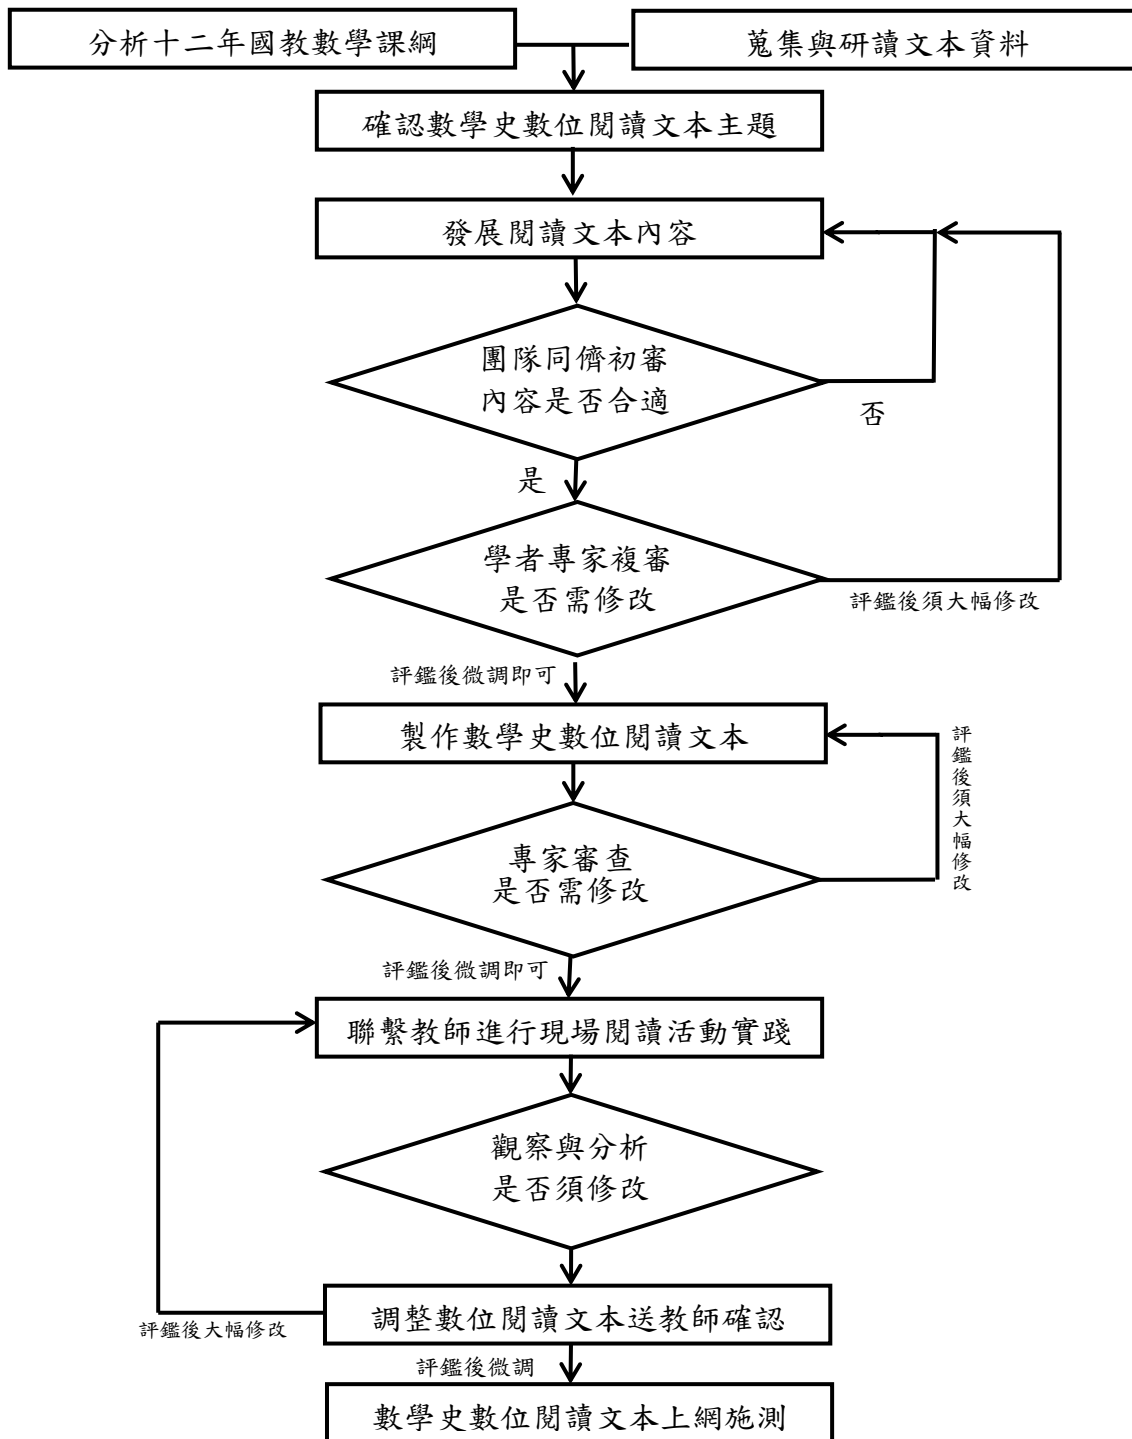 分析十二年國教數學課綱
蒐集與研讀文本資料
確認數學史數位閱讀文本主題
發展閱讀文本內容
團隊同儕初審
內容是否合適
否
是
學者專家複審
是否需修改
評鑑後須大幅修改
評鑑後微調即可
製作數學史數位閱讀文本
評鑑後須大幅修改
專家審查
是否需修改
評鑑後微調即可
聯繫教師進行現場閱讀活動實踐
觀察與分析
是否須修改
調整數位閱讀文本送教師確認
評鑑後大幅修改
評鑑後微調
數學史數位閱讀文本上網施測